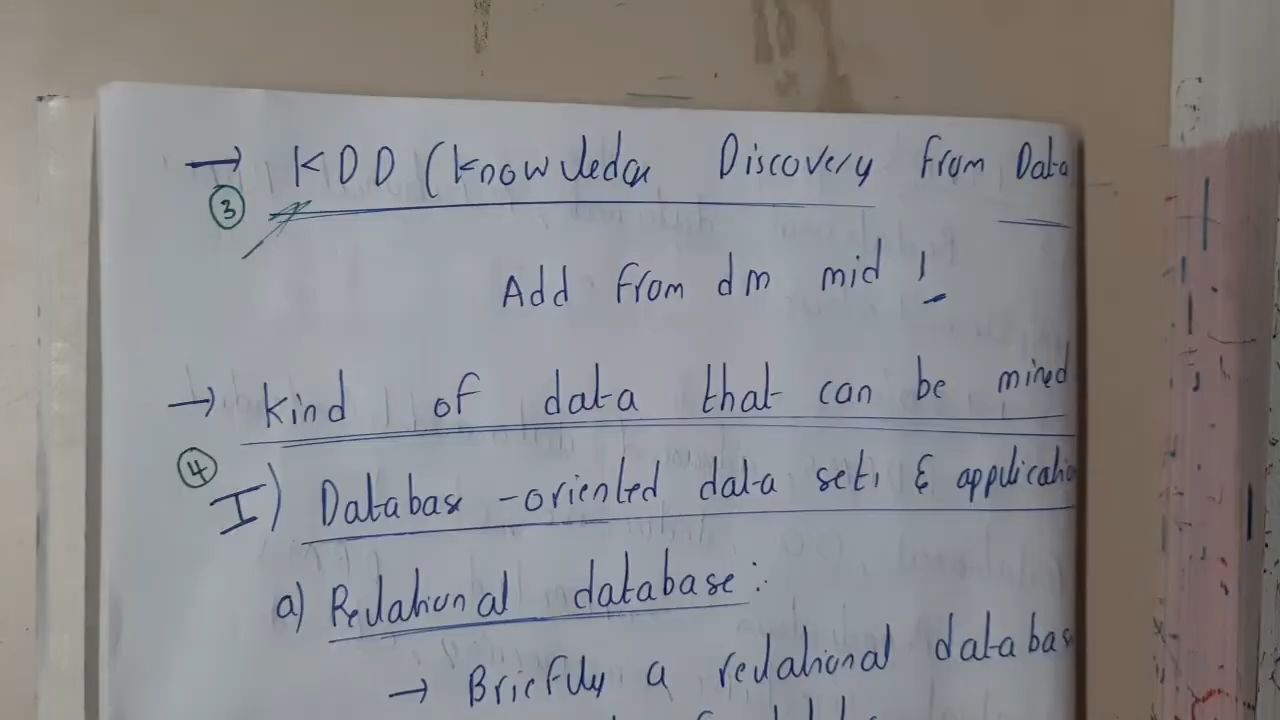 → KDD (Knowledge Discovery From Data
③
Add from dm mid 1
→ Kind of data that can be mined
④
I) Database-oriented data sets & applicatio
a) Relational database:
→ Briefly a relational databas